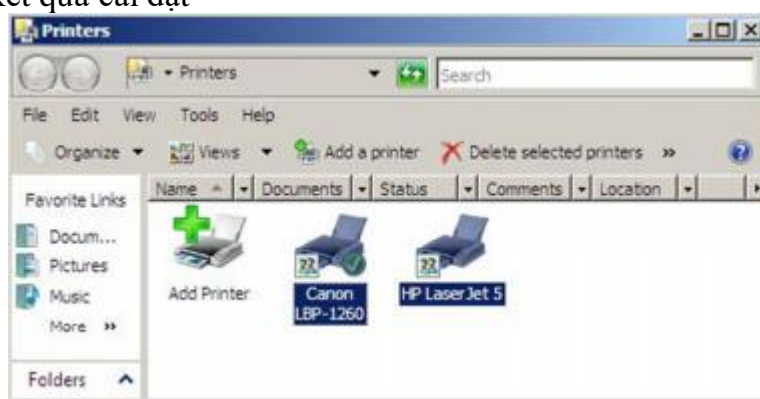 Kết quả cài đặt
Printers
Printers
Search
File Edit View Tools Help
Organize Views Add a printer Delete selected printers »
Favorite Links
Name Documents Status Comments Location
Docum...
Pictures
Music
More »
Add Printer
Canon
LBP-1260
HP LaserJet 5
Folders